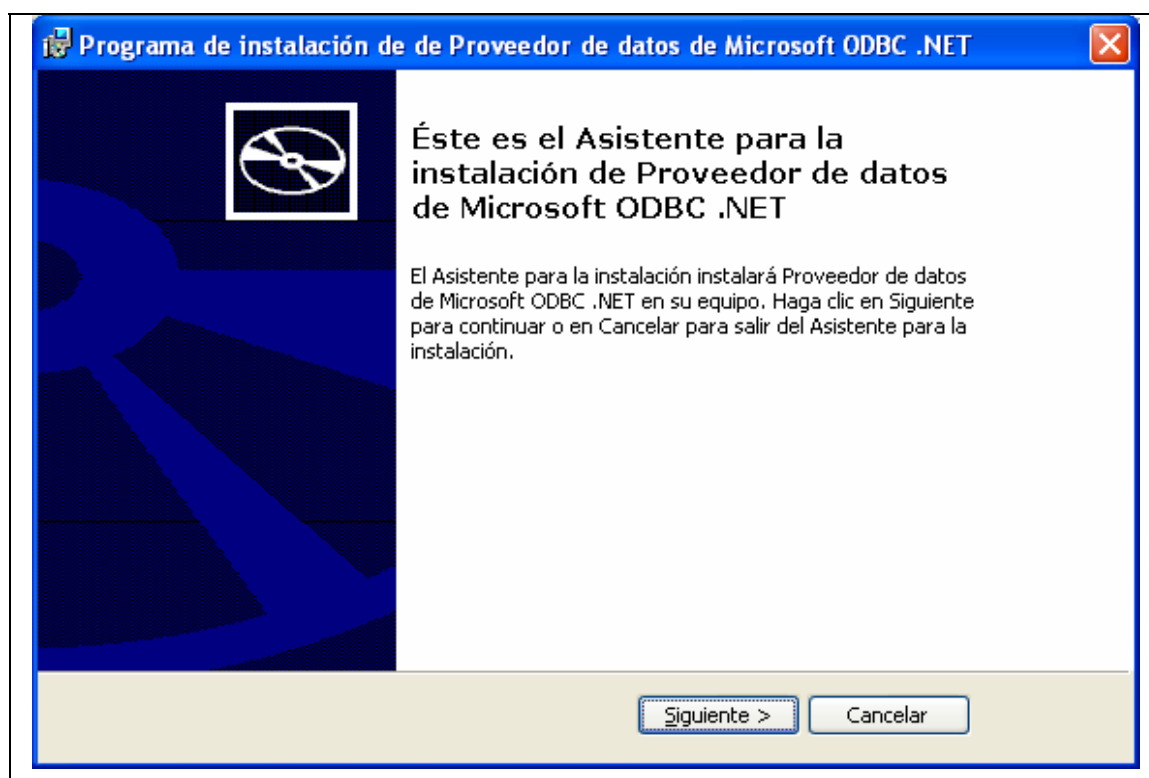 Programa de instalación de de Proveedor de datos de Microsoft ODBC .NET
Éste es el Asistente para la
instalación de Proveedor de datos
de Microsoft ODBC .NET
El Asistente para la instalación instalará Proveedor de datos
de Microsoft ODBC .NET en su equipo. Haga clic en Siguiente
para continuar o en Cancelar para salir del Asistente para la
instalación.
Siguiente >
Cancelar